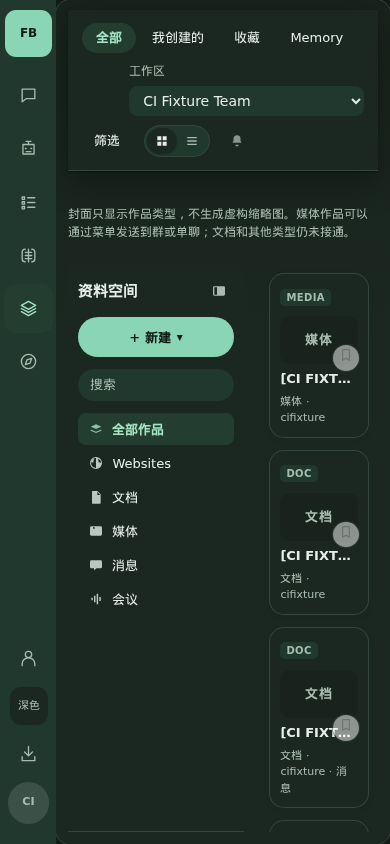 FB
全部 我创建的 收藏 Memory
工作区
CI Fixture Team
筛选
封面只显示作品类型，不生成虚构缩略图。媒体作品可以
通过菜单发送到群或单聊；文档和其他类型仍未接通。
资料空间
+ 新建 ▾
搜索
全部作品
Websites
文档
媒体
消息
会议
MEDIA
媒体
[CI FIXT...
媒体 ·
cifixture
DOC
文档
[CI FIXT...
文档 ·
cifixture
DOC
文档
[CI FIXT...
文档 ·
cifixture · 消
息
深色
CI